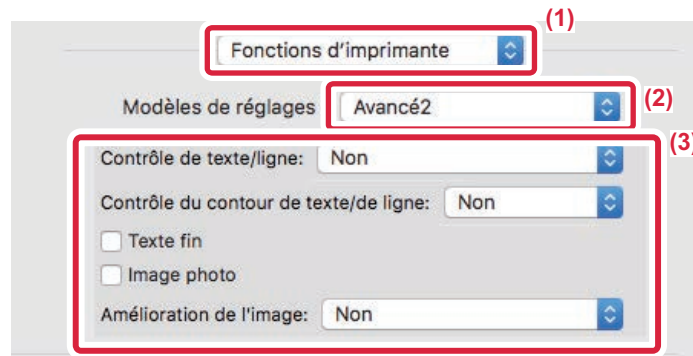 (1)
Fonctions d’imprimante
Modèles de réglages Avancé2 (2)
(3)
Contrôle de texte/ligne: Non
Contrôle du contour de texte/de ligne: Non
Texte fin
Image photo
Amélioration de l'image: Non